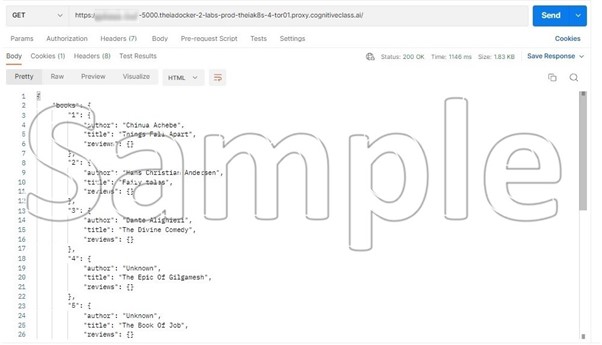 GET https: -5000.theiadocker-2-labs-prod-theiak8s-4-tor01.proxy.cognitiveclass.ai/ Send
Params Authorization Headers (7) Body Pre-request Script Tests Settings Cookies
Body Cookies (1) Headers (8) Test Results Status: 200 OK Time: 1146 ms Size: 1.83 KB Save Response
Pretty Raw Preview Visualize HTML
1 {
2 "books": {
3 "1": {
4 "author": "Chinua Achebe",
5 "title": "Things Fall Apart",
6 "reviews": {}
7 },
8 "2": {
9 "author": "Hans Christian Andersen",
10 "title": "Fairy tales",
11 "reviews": {}
12 },
13 "3": {
14 "author": "Dante Alighieri",
15 "title": "The Divine Comedy",
16 "reviews": {}
17 },
18 "4": {
19 "author": "Unknown",
20 "title": "The Epic Of Gilgamesh",
21 "reviews": {}
22 },
23 "5": {
24 "author": "Unknown",
25 "title": "The Book Of Job",
26 "reviews": {}
Sample